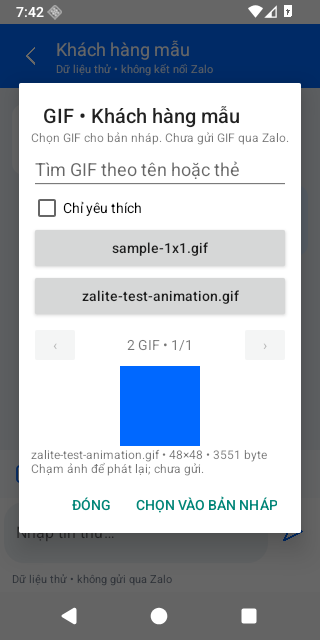 7:42
Khách hàng mẫu
Dữ liệu thử • không kết nối Zalo
GIF • Khách hàng mẫu
Chọn GIF cho bản nháp. Chưa gửi GIF qua Zalo.
Tìm GIF theo tên hoặc thẻ
Chỉ yêu thích
sample-1x1.gif
zalite-test-animation.gif
‹ 2 GIF • 1/1 ›
zalite-test-animation.gif • 48×48 • 3551 byte
Chạm ảnh để phát lại; chưa gửi.
ĐÓNG CHỌN VÀO BẢN NHÁP
Nhập tin thử...
Dữ liệu thử • không gửi qua Zalo